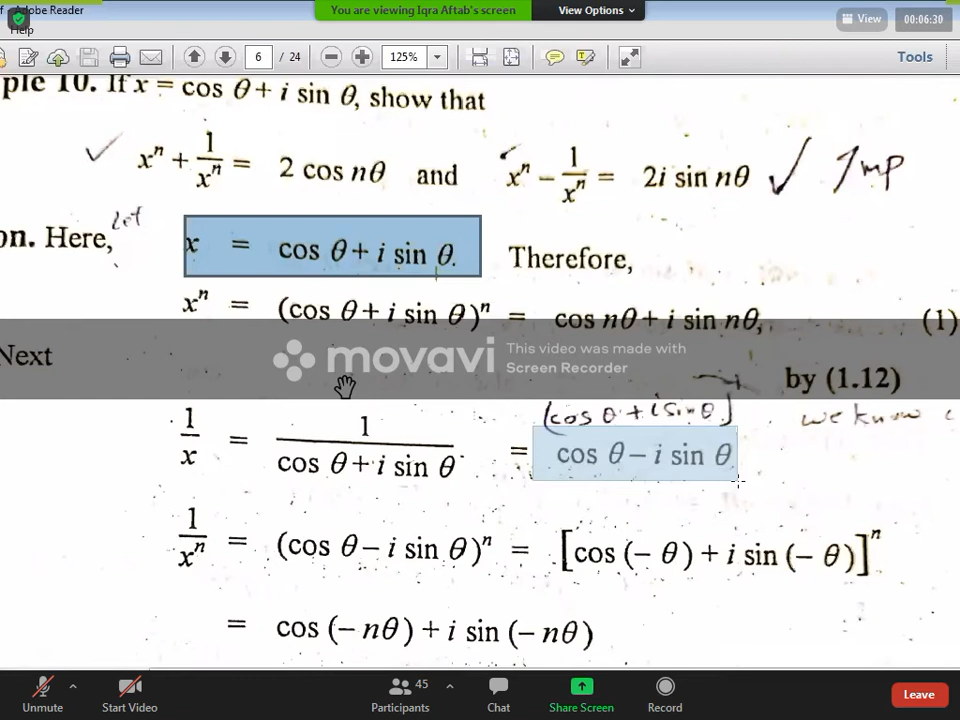 f - Adobe Reader
You are viewing Iqra Aftab's screen
View Options
View
00:06:30
Help
6 / 24
125%
Tools
ple 10. If x = cos θ + i sin θ, show that
xⁿ + 1/xⁿ = 2 cos nθ and xⁿ − 1/xⁿ = 2i sin nθ Imp
on. Here, let x = cos θ + i sin θ. Therefore,
xⁿ = (cos θ + i sin θ)ⁿ = cos nθ + i sin nθ, (1)
Next
movavi
This video was made with
Screen Recorder
by (1.12)
(cos θ + i sin θ) we know
1/x = 1/(cos θ + i sin θ) = cos θ − i sin θ
1/xⁿ = (cos θ − i sin θ)ⁿ = [cos (− θ) + i sin (− θ)]ⁿ
= cos (− nθ) + i sin (− nθ)
Unmute
Start Video
45
Participants
Chat
Share Screen
Record
Leave